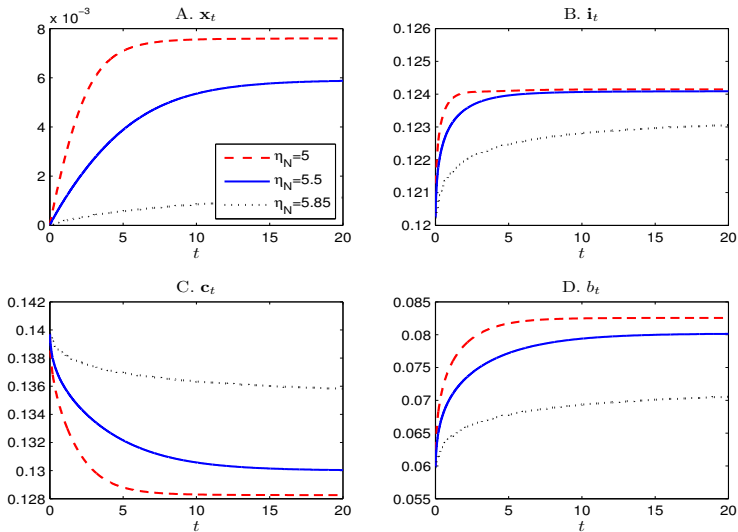 A. x_t
× 10⁻³
8
6
4
2
0
0 5 10 15 20
t
η_N=5
η_N=5.5
η_N=5.85
B. i_t
0.126
0.125
0.124
0.123
0.122
0.121
0.12
0 5 10 15 20
t
C. c_t
0.142
0.14
0.138
0.136
0.134
0.132
0.13
0.128
0 5 10 15 20
t
D. b_t
0.085
0.08
0.075
0.07
0.065
0.06
0.055
0 5 10 15 20
t